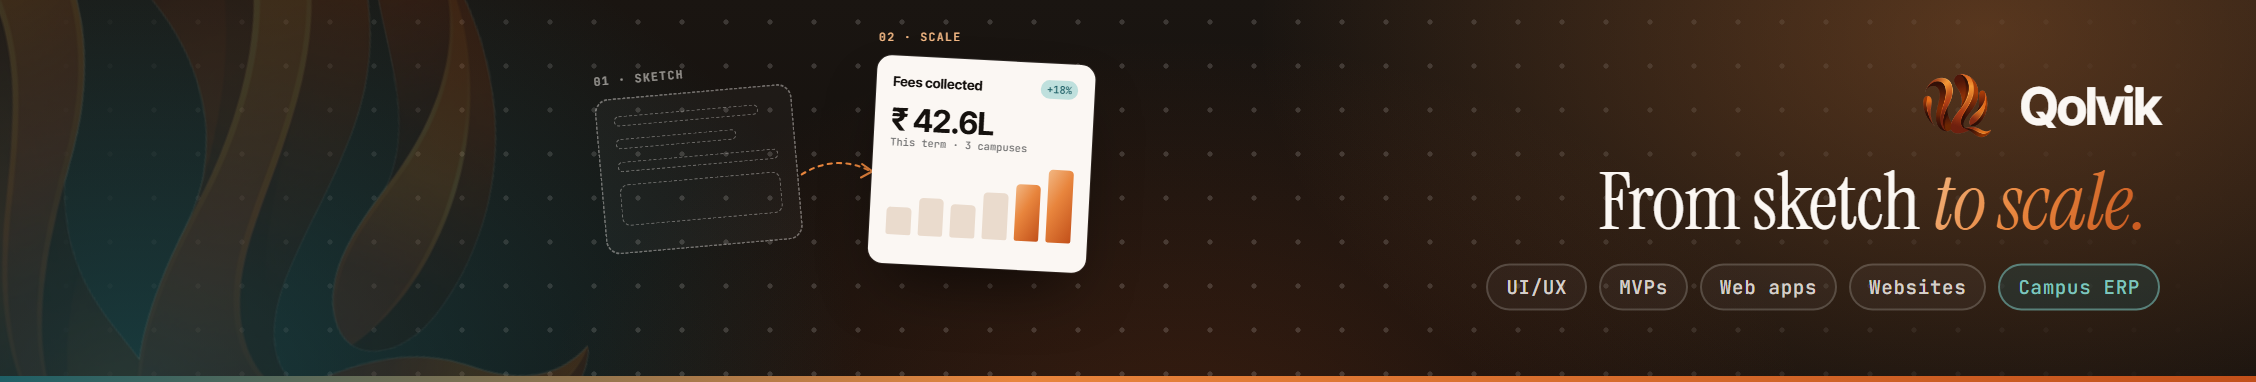 01 · SKETCH
02 · SCALE
Fees collected
+18%
₹ 42.6L
This term · 3 campuses
Qolvik
From sketch to scale.
UI/UX
MVPs
Web apps
Websites
Campus ERP